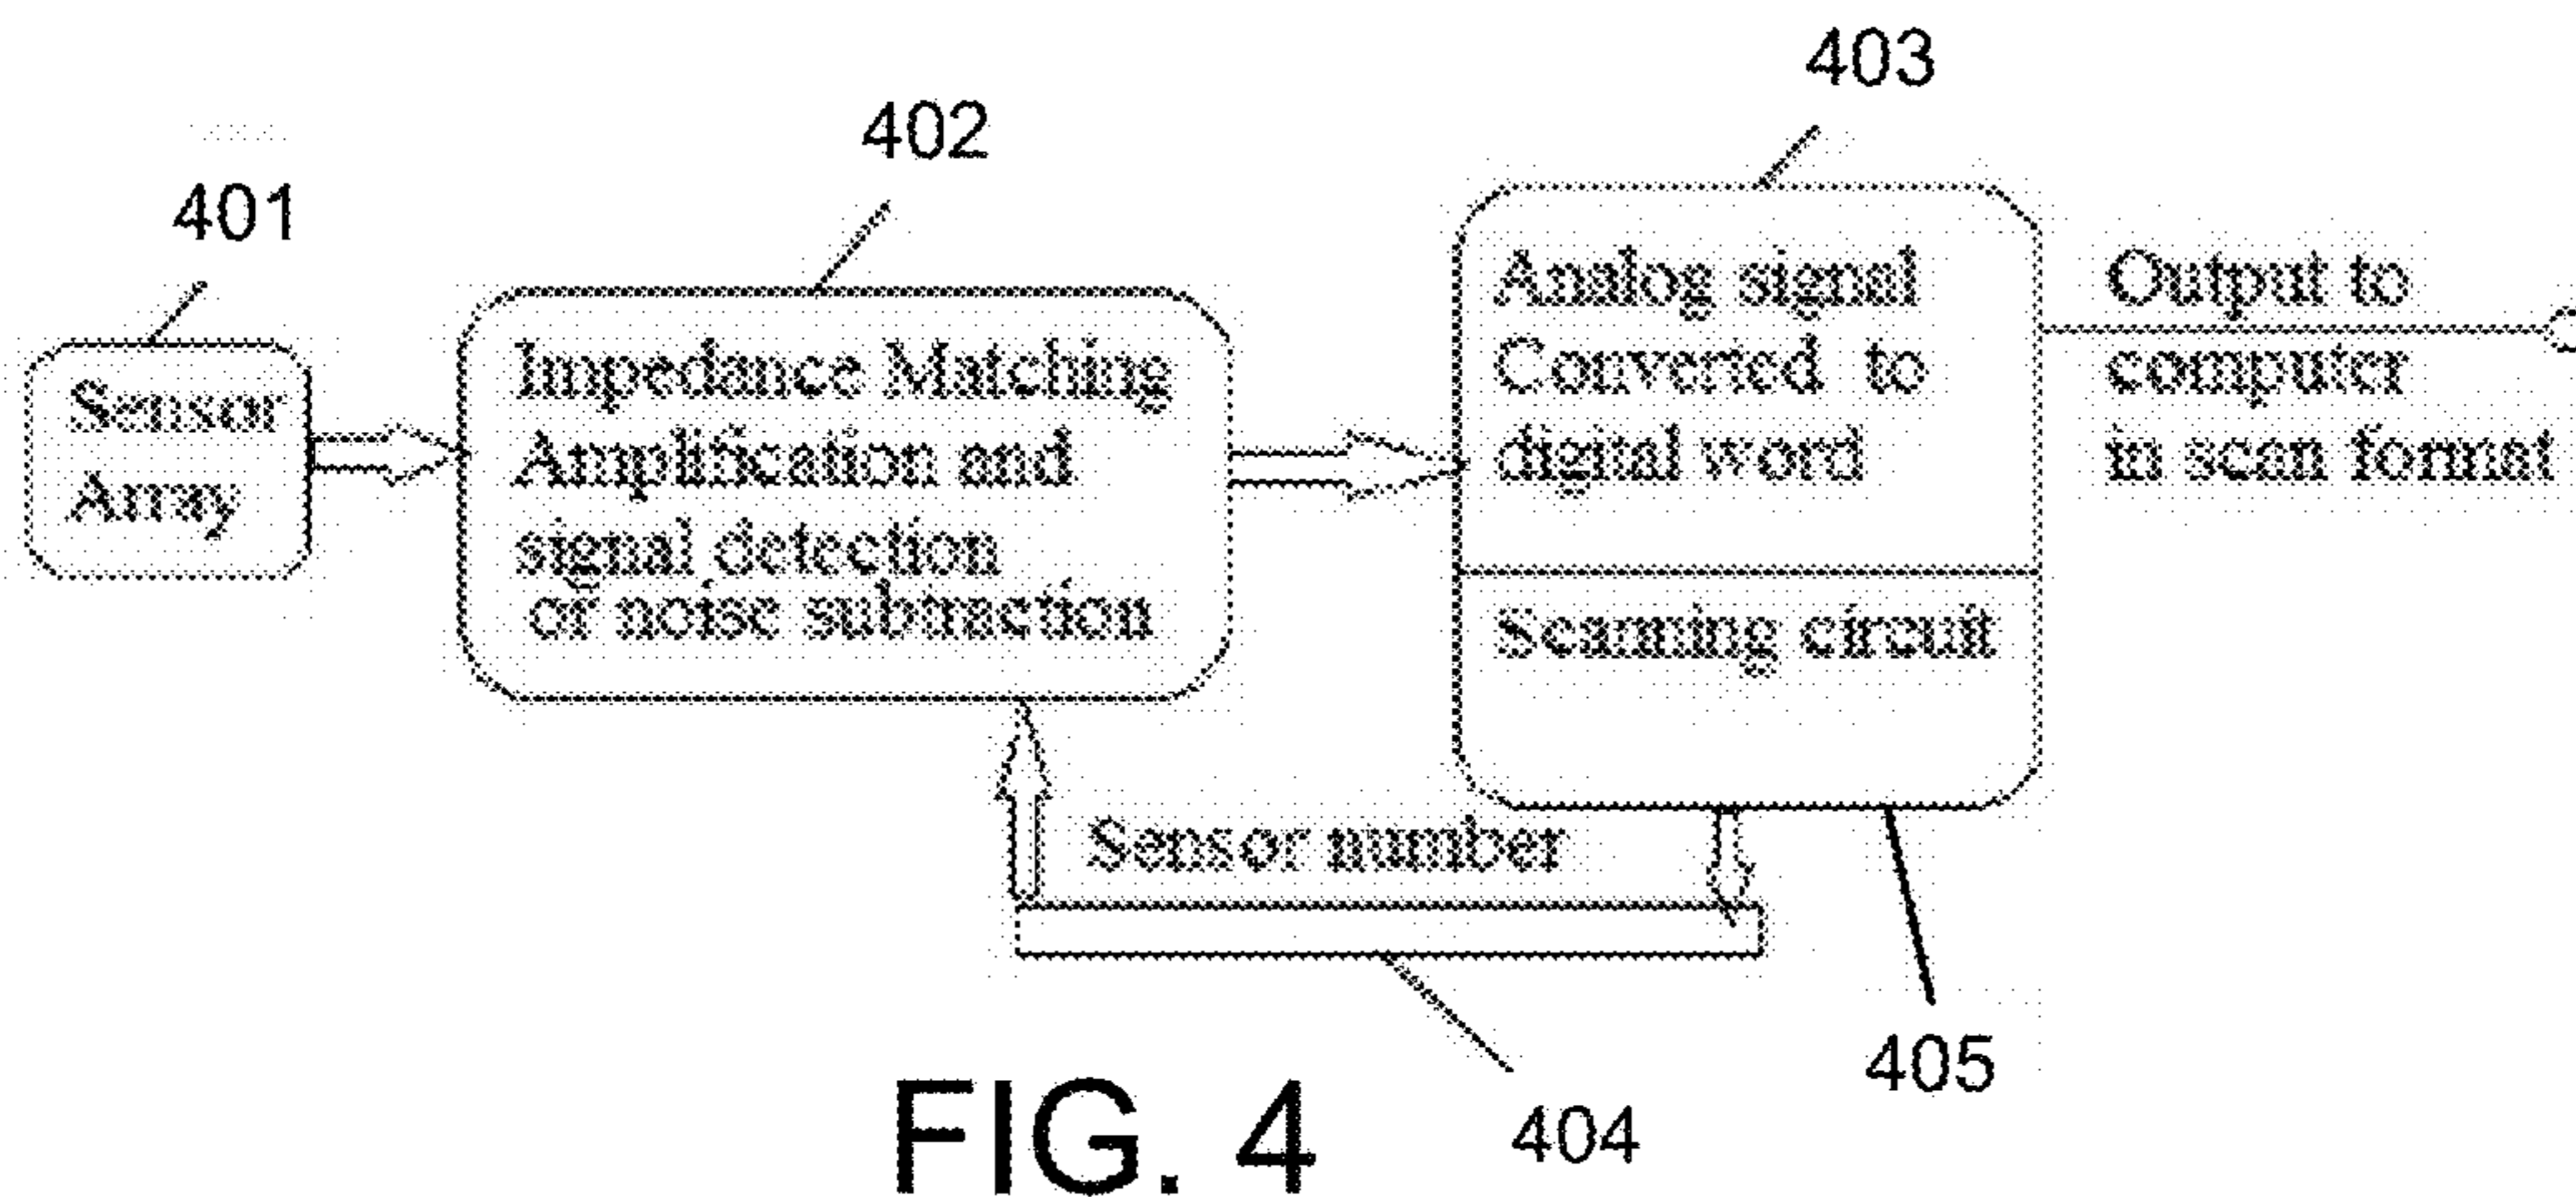 401
Sensor
Array
402
Impedance Matching
Amplification and
signal detection
or noise subtraction
403
Analog signal
Converted to
digital word
Scanning circuit
Output to
computer
in scan format
Sensor number
404
405
FIG. 4